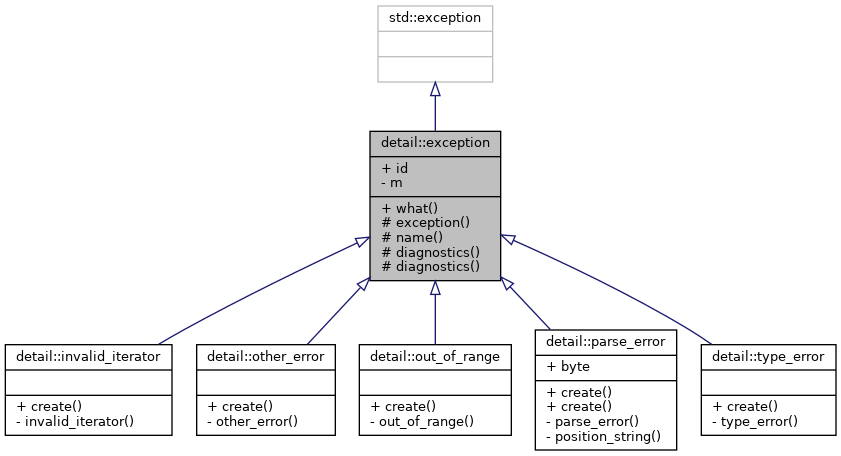 std::exception
detail::exception
+ id
- m
+ what()
# exception()
# name()
# diagnostics()
# diagnostics()
detail::invalid_iterator
+ create()
- invalid_iterator()
detail::other_error
+ create()
- other_error()
detail::out_of_range
+ create()
- out_of_range()
detail::parse_error
+ byte
+ create()
+ create()
- parse_error()
- position_string()
detail::type_error
+ create()
- type_error()